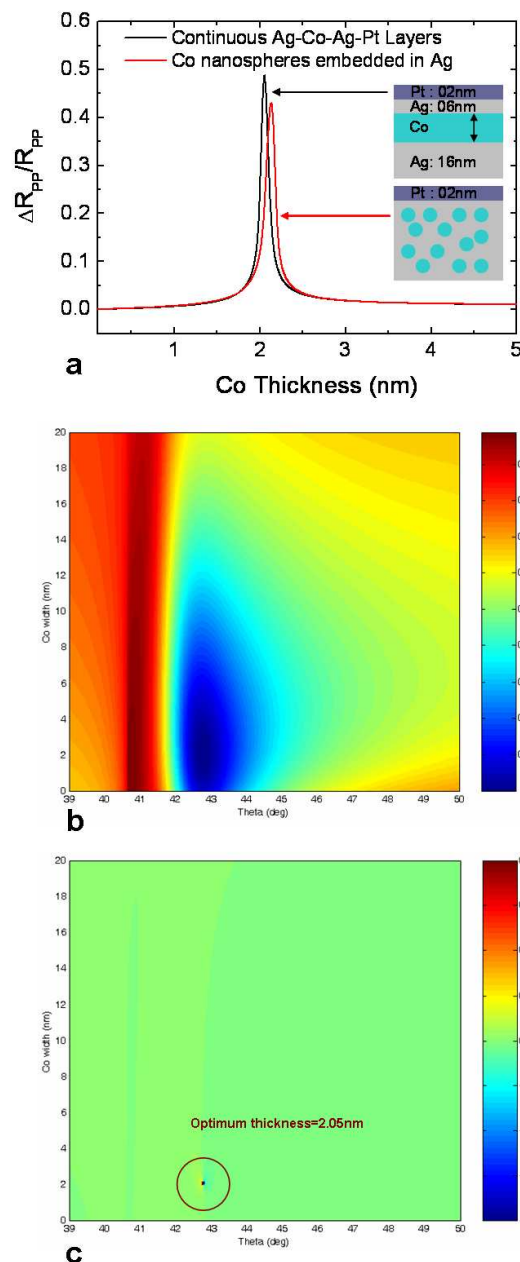 Continuous Ag-Co-Ag-Pt Layers
Co nanospheres embedded in Ag
Pt : 02nm
Ag: 06nm
Co
Ag: 16nm
Pt : 02nm
0.6
0.5
0.4
0.3
0.2
0.1
0.0
ΔR_PP/R_PP
1 2 3 4 5
Co Thickness (nm)
a
20
18
16
14
12
10
8
6
4
2
0
Co width (nm)
39 40 41 42 43 44 45 46 47 48 49 50
Theta (deg)
b
20
18
16
14
12
10
8
6
4
2
0
Co width (nm)
Optimum thickness=2.05nm
39 40 41 42 43 44 45 46 47 48 49 50
Theta (deg)
c